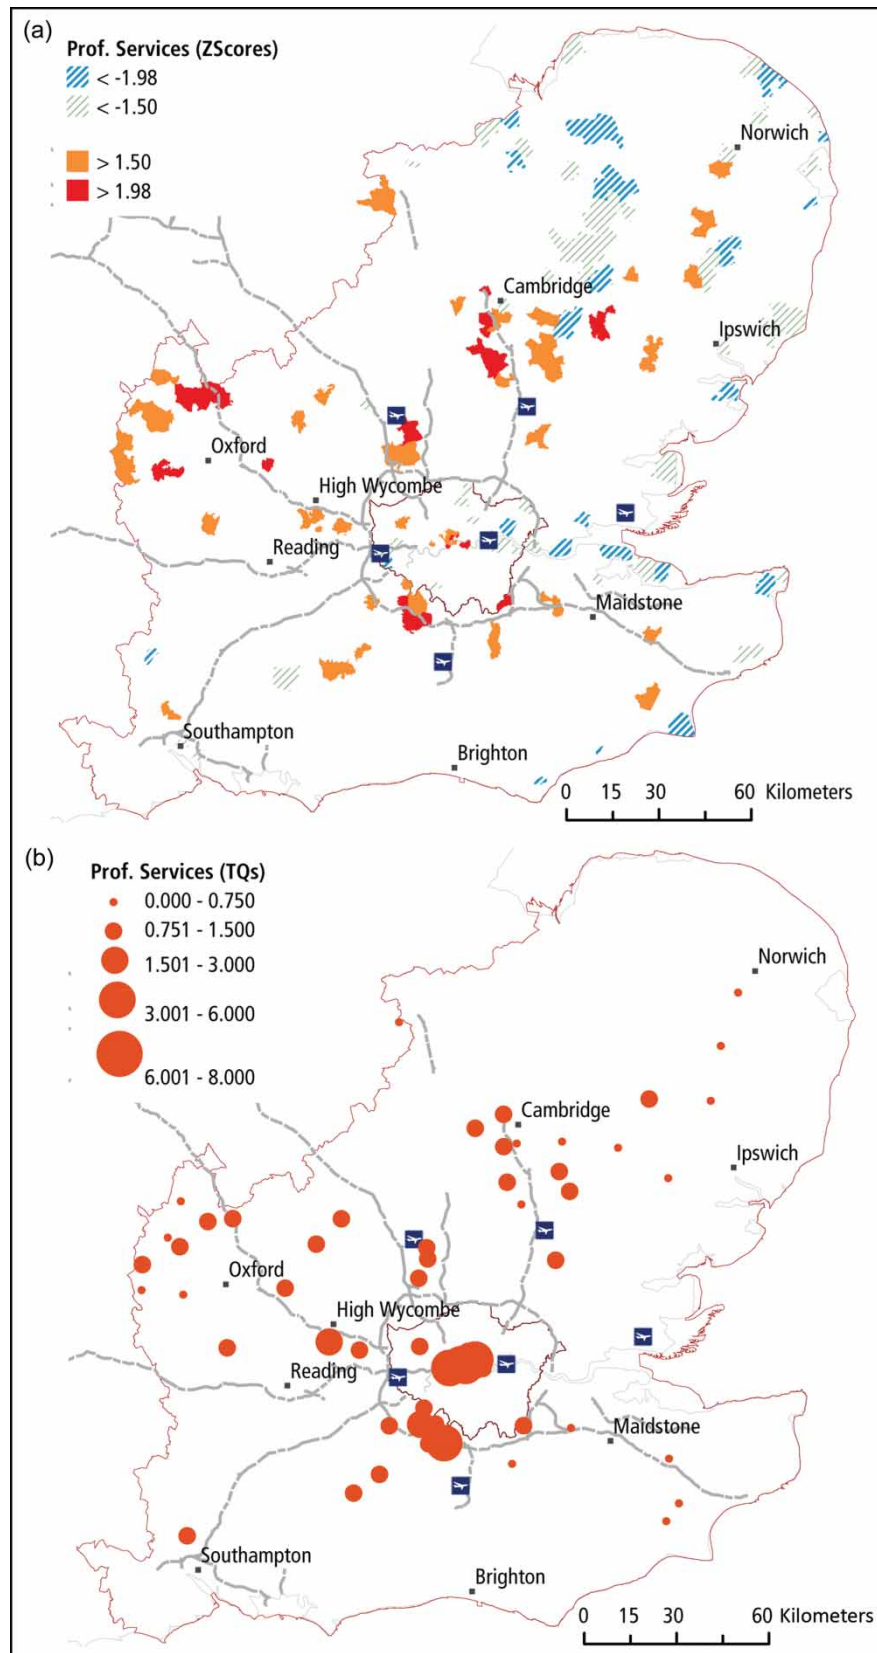 (a)
Prof. Services (ZScores)
< -1.98
< -1.50
> 1.50
> 1.98
Norwich
Cambridge
Ipswich
Oxford
High Wycombe
Reading
Maidstone
Southampton
Brighton
0 15 30 60 Kilometers
(b)
Prof. Services (TQs)
0.000 - 0.750
0.751 - 1.500
1.501 - 3.000
3.001 - 6.000
6.001 - 8.000
Norwich
Cambridge
Ipswich
Oxford
High Wycombe
Reading
Maidstone
Southampton
Brighton
0 15 30 60 Kilometers